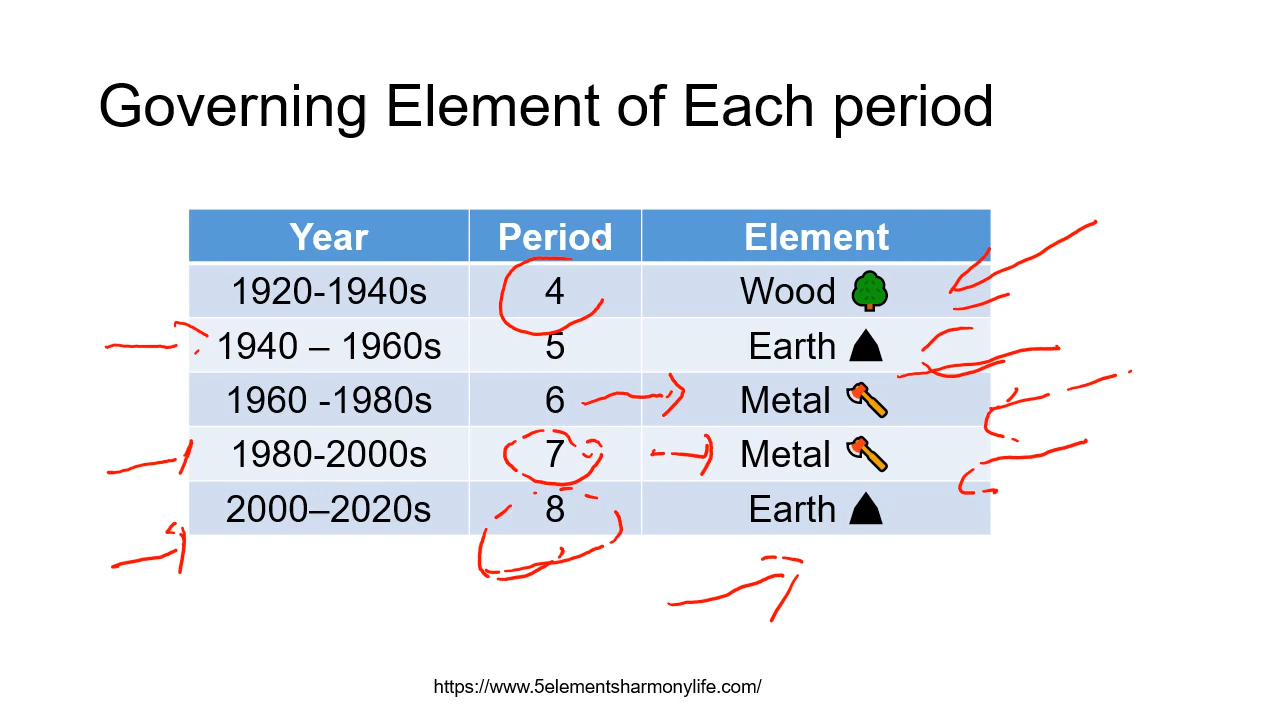 Governing Element of Each period
Year Period Element
1920-1940s 4 Wood
1940 – 1960s 5 Earth
1960 -1980s 6 Metal
1980-2000s 7 Metal
2000–2020s 8 Earth
https://www.5elementsharmonylife.com/